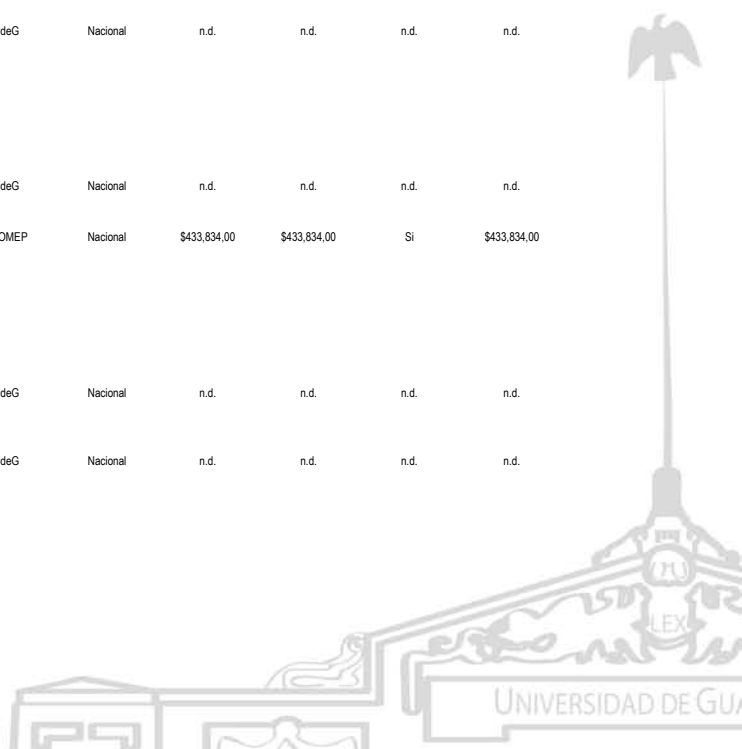 deG Nacional n.d. n.d. n.d. n.d.
deG Nacional n.d. n.d. n.d. n.d.
OMEP Nacional $433,834,00 $433,834,00 Si $433,834,00
deG Nacional n.d. n.d. n.d. n.d.
deG Nacional n.d. n.d. n.d. n.d.
LEX
UNIVERSIDAD DE GUA